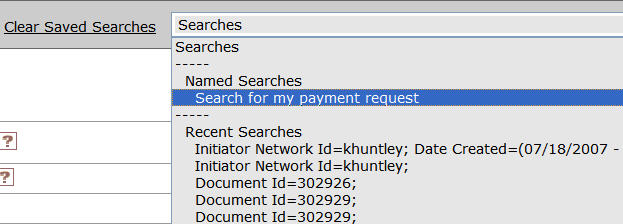 Clear Saved Searches
Searches
Searches
-----
Named Searches
Search for my payment request
-----
?
Recent Searches
Initiator Network Id=khuntley; Date Created=(07/18/2007 -
Initiator Network Id=khuntley;
?
Document Id=302926;
Document Id=302929;
Document Id=302929;